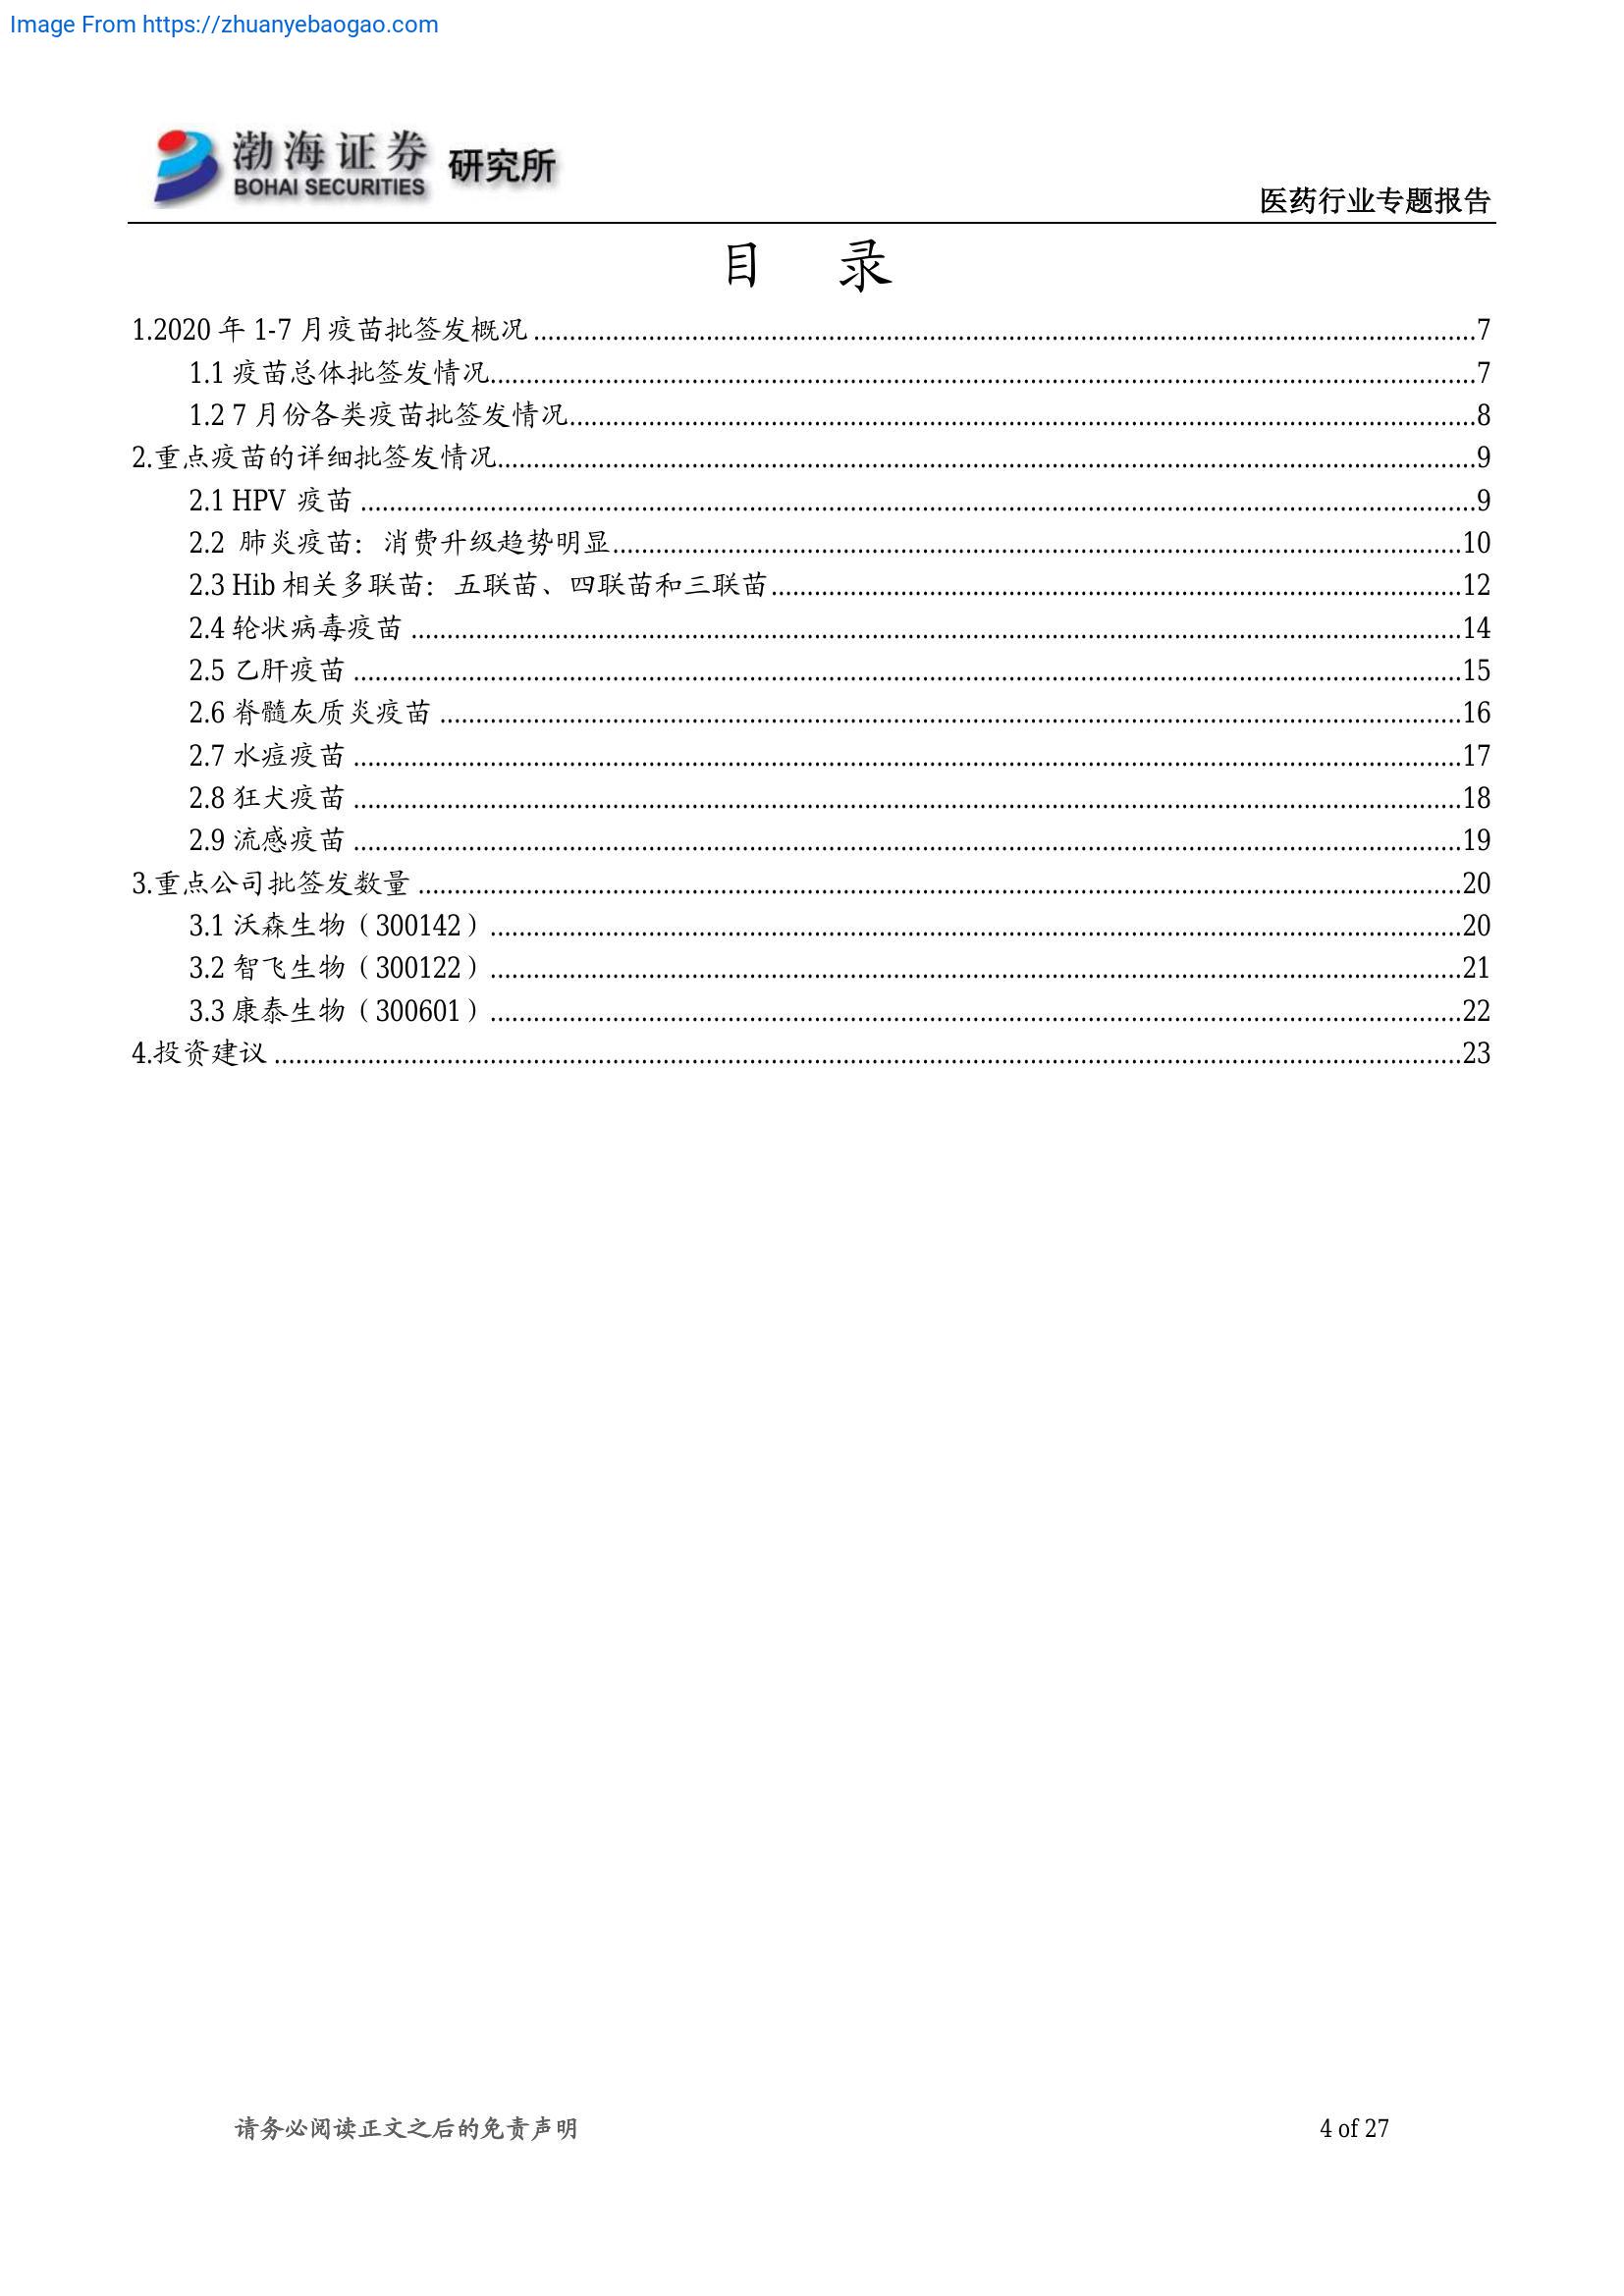 Image From https://zhuanyebaogao.com
渤海证券 研究所
BOHAI SECURITIES
医药行业专题报告
目 录
1.2020 年 1-7 月疫苗批签发概况 ........................................ 7
1.1 疫苗总体批签发情况........................................ 7
1.2 7 月份各类疫苗批签发情况........................................ 8
2.重点疫苗的详细批签发情况........................................ 9
2.1 HPV 疫苗 ........................................ 9
2.2 肺炎疫苗：消费升级趋势明显........................................ 10
2.3 Hib 相关多联苗：五联苗、四联苗和三联苗........................................ 12
2.4 轮状病毒疫苗 ........................................ 14
2.5 乙肝疫苗 ........................................ 15
2.6 脊髓灰质炎疫苗 ........................................ 16
2.7 水痘疫苗 ........................................ 17
2.8 狂犬疫苗 ........................................ 18
2.9 流感疫苗 ........................................ 19
3.重点公司批签发数量 ........................................ 20
3.1 沃森生物（300142）........................................ 20
3.2 智飞生物（300122）........................................ 21
3.3 康泰生物（300601）........................................ 22
4.投资建议 ........................................ 23
请务必阅读正文之后的免责声明 4 of 27